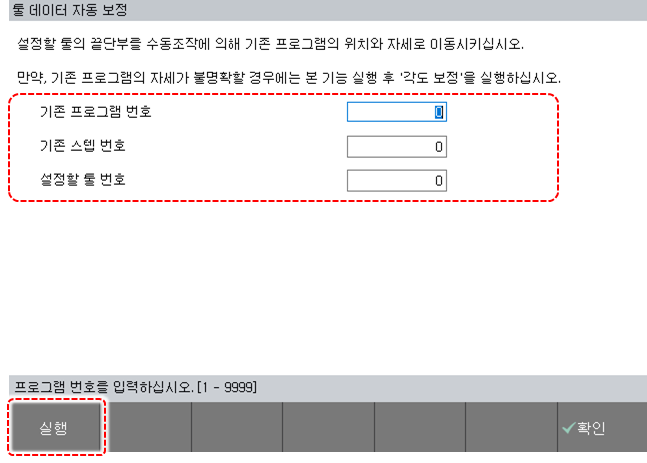 툴 데이터 자동 보정
설정할 툴의 끝단부를 수동조작에 의해 기존 프로그램의 위치와 자세로 이동시키십시오.
만약, 기존 프로그램의 자세가 불명확할 경우에는 본 기능 실행 후 '각도 보정'을 실행하십시오.
기존 프로그램 번호 0
기존 스텝 번호 0
설정할 툴 번호 0
프로그램 번호를 입력하십시오.[1 - 9999]
실행 확인